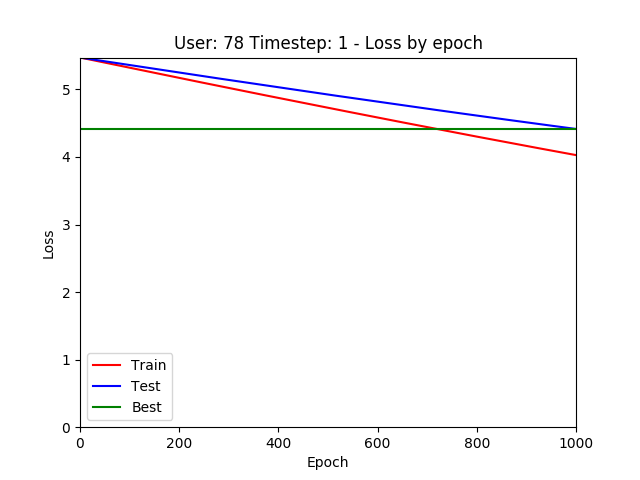 User: 78 Timestep: 1 - Loss by epoch
5
4
3
2
1
0
Loss
Train
Test
Best
0 200 400 600 800 1000
Epoch